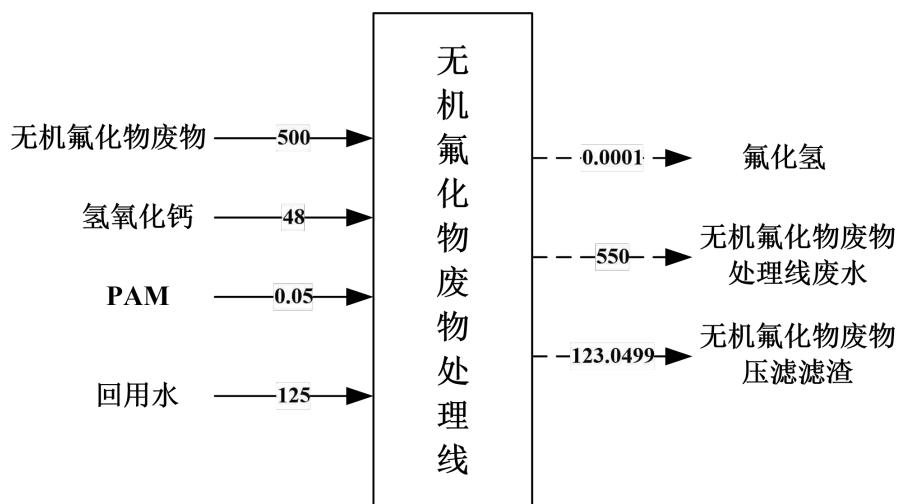 无机氟化物废物 500
氢氧化钙 48
PAM 0.05
回用水 125
无机氟化物废物处理线
0.0001 氟化氢
550 无机氟化物废物
处理线废水
123.0499 无机氟化物废物
压滤滤渣